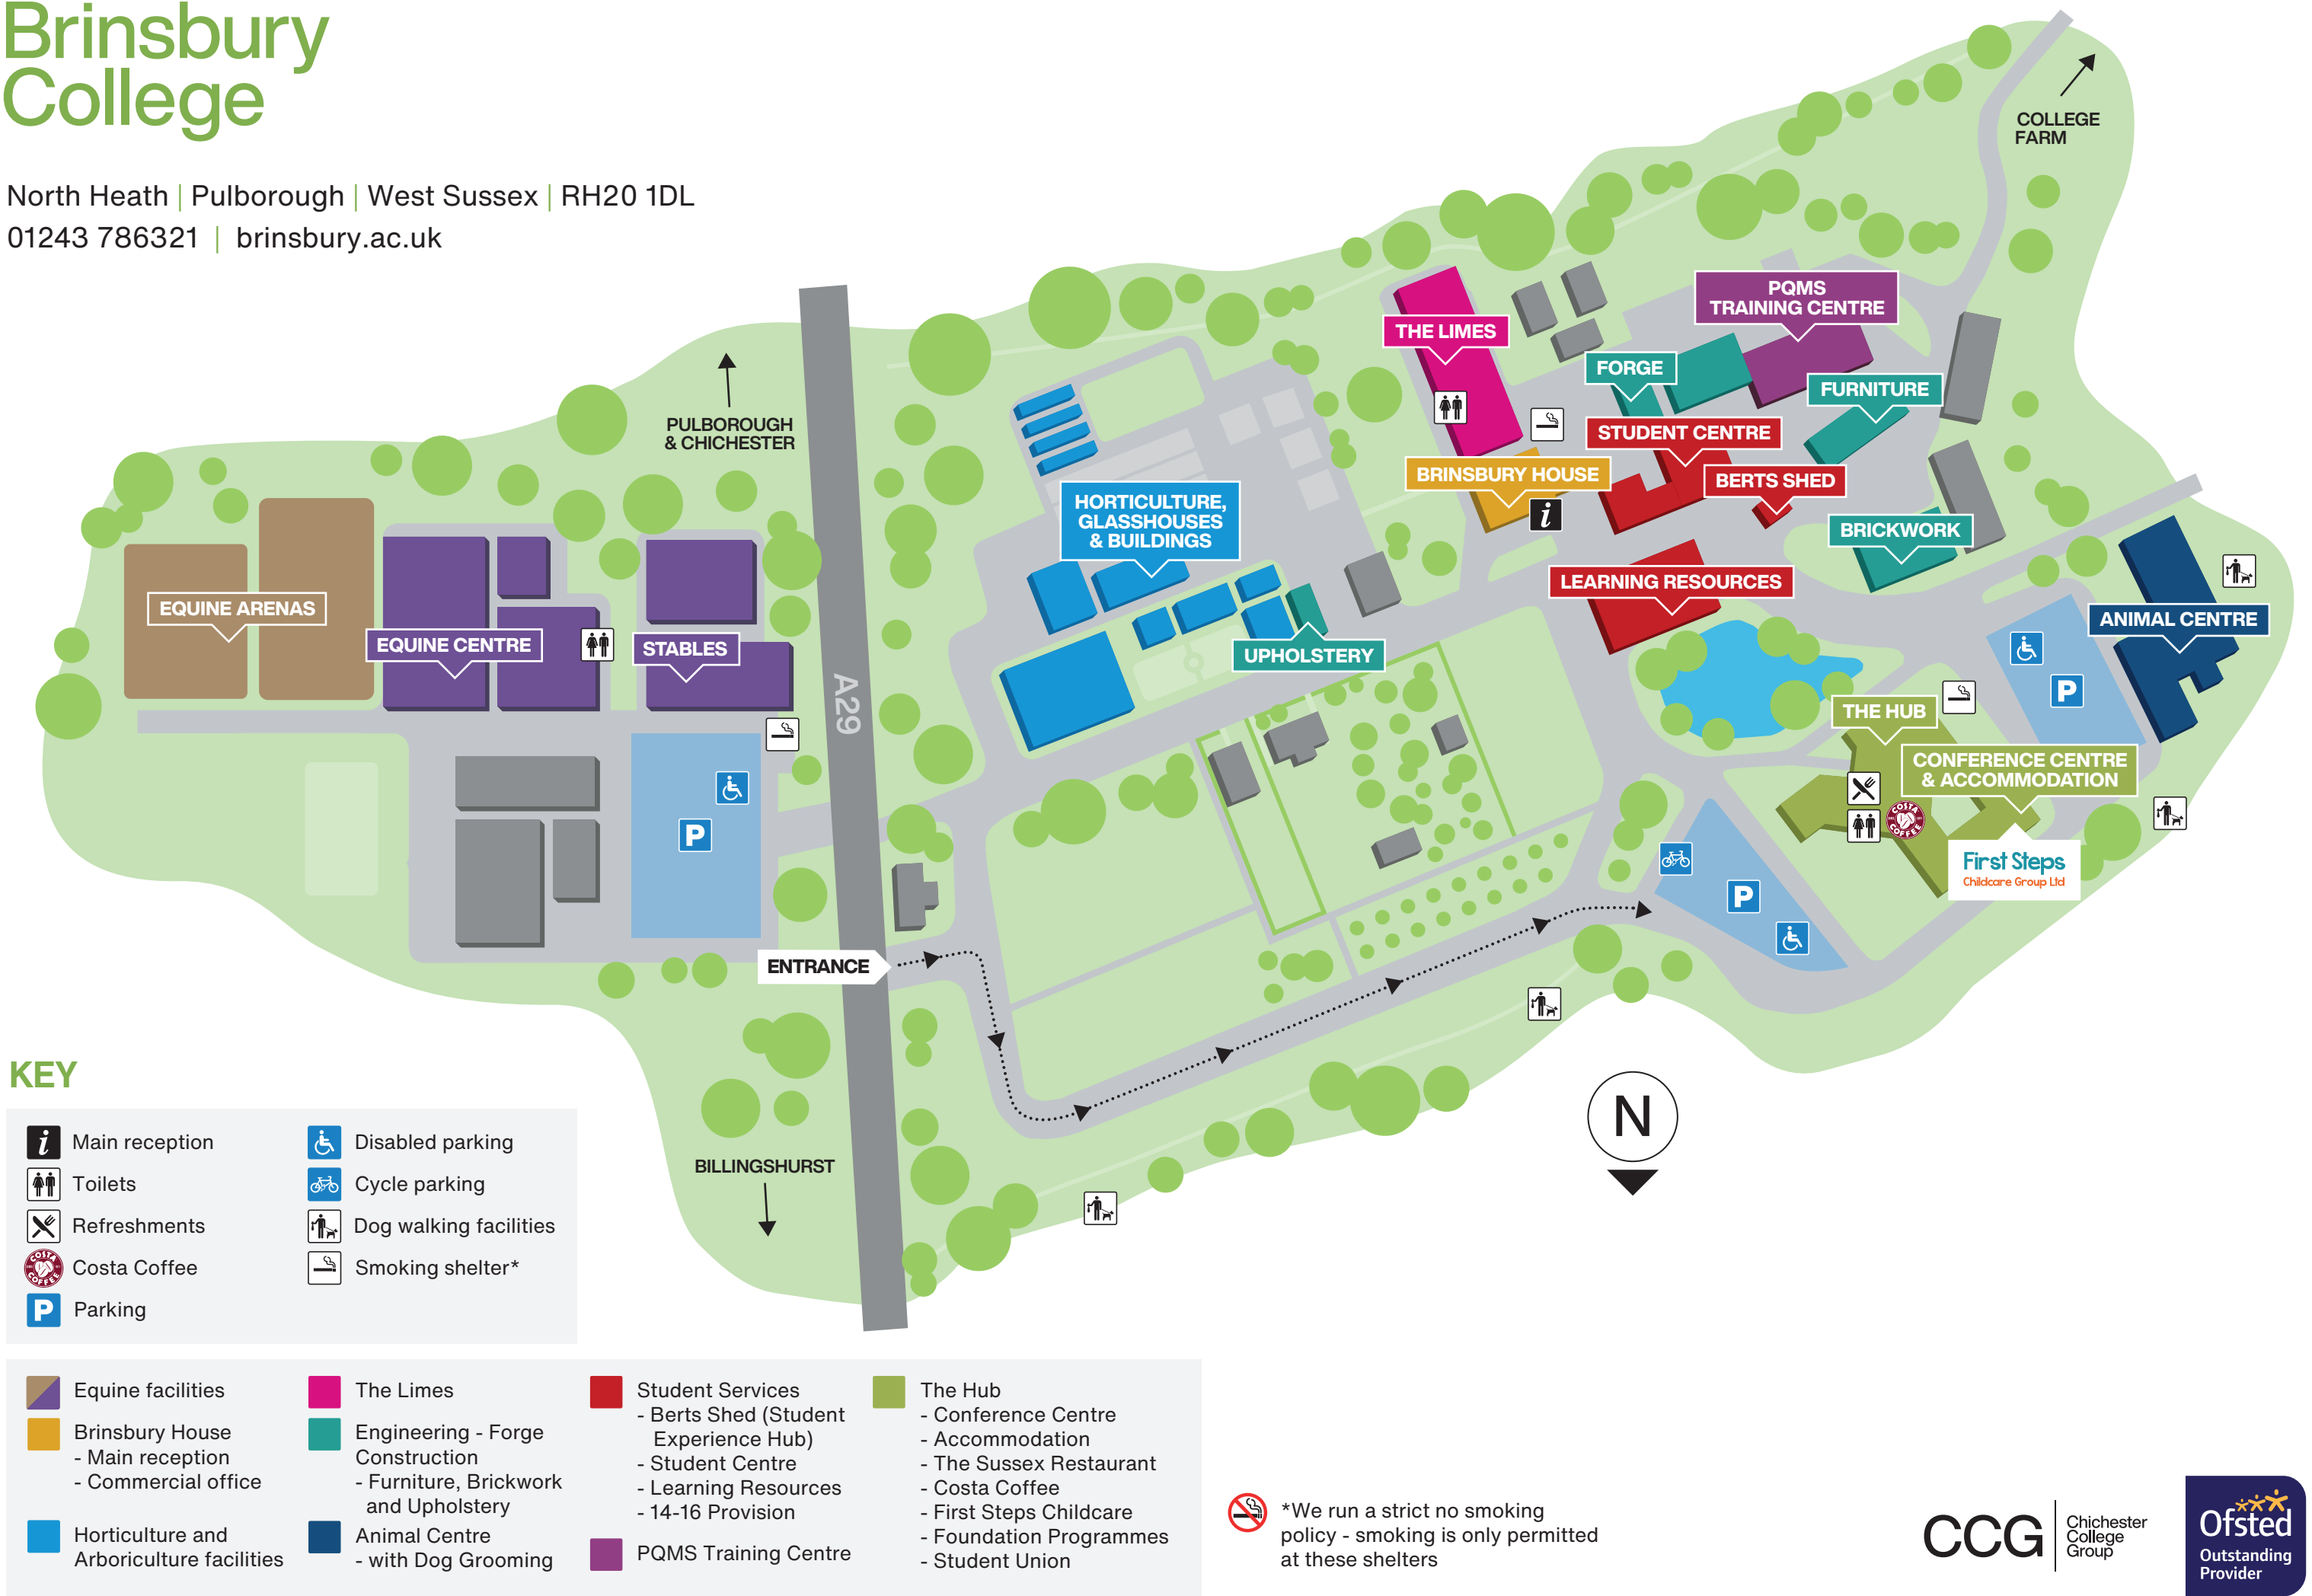 Brinsbury
College
North Heath | Pulborough | West Sussex | RH20 1DL
01243 786321 | brinsbury.ac.uk
COLLEGE
FARM
PULBOROUGH
& CHICHESTER
A29
THE LIMES
PQMS
TRAINING CENTRE
FORGE
FURNITURE
STUDENT CENTRE
BRINSBURY HOUSE
BERTS SHED
i
HORTICULTURE,
GLASSHOUSES
& BUILDINGS
BRICKWORK
LEARNING RESOURCES
EQUINE ARENAS
EQUINE CENTRE
STABLES
UPHOLSTERY
ANIMAL CENTRE
P
THE HUB
CONFERENCE CENTRE
& ACCOMMODATION
COSTA
COFFEE
First Steps
Childcare Group Ltd
P
P
ENTRANCE
BILLINGSHURST
N
KEY
i Main reception
Toilets
Refreshments
COSTA
COFFEE
Costa Coffee
P Parking
Disabled parking
Cycle parking
Dog walking facilities
Smoking shelter*
Equine facilities
Brinsbury House
- Main reception
- Commercial office
Horticulture and
Arboriculture facilities
The Limes
Engineering - Forge
Construction
- Furniture, Brickwork
and Upholstery
Animal Centre
- with Dog Grooming
Student Services
- Berts Shed (Student
Experience Hub)
- Student Centre
- Learning Resources
- 14-16 Provision
PQMS Training Centre
The Hub
- Conference Centre
- Accommodation
- The Sussex Restaurant
- Costa Coffee
- First Steps Childcare
- Foundation Programmes
- Student Union
*We run a strict no smoking
policy - smoking is only permitted
at these shelters
CCG
Chichester
College
Group
Ofsted
Outstanding
Provider